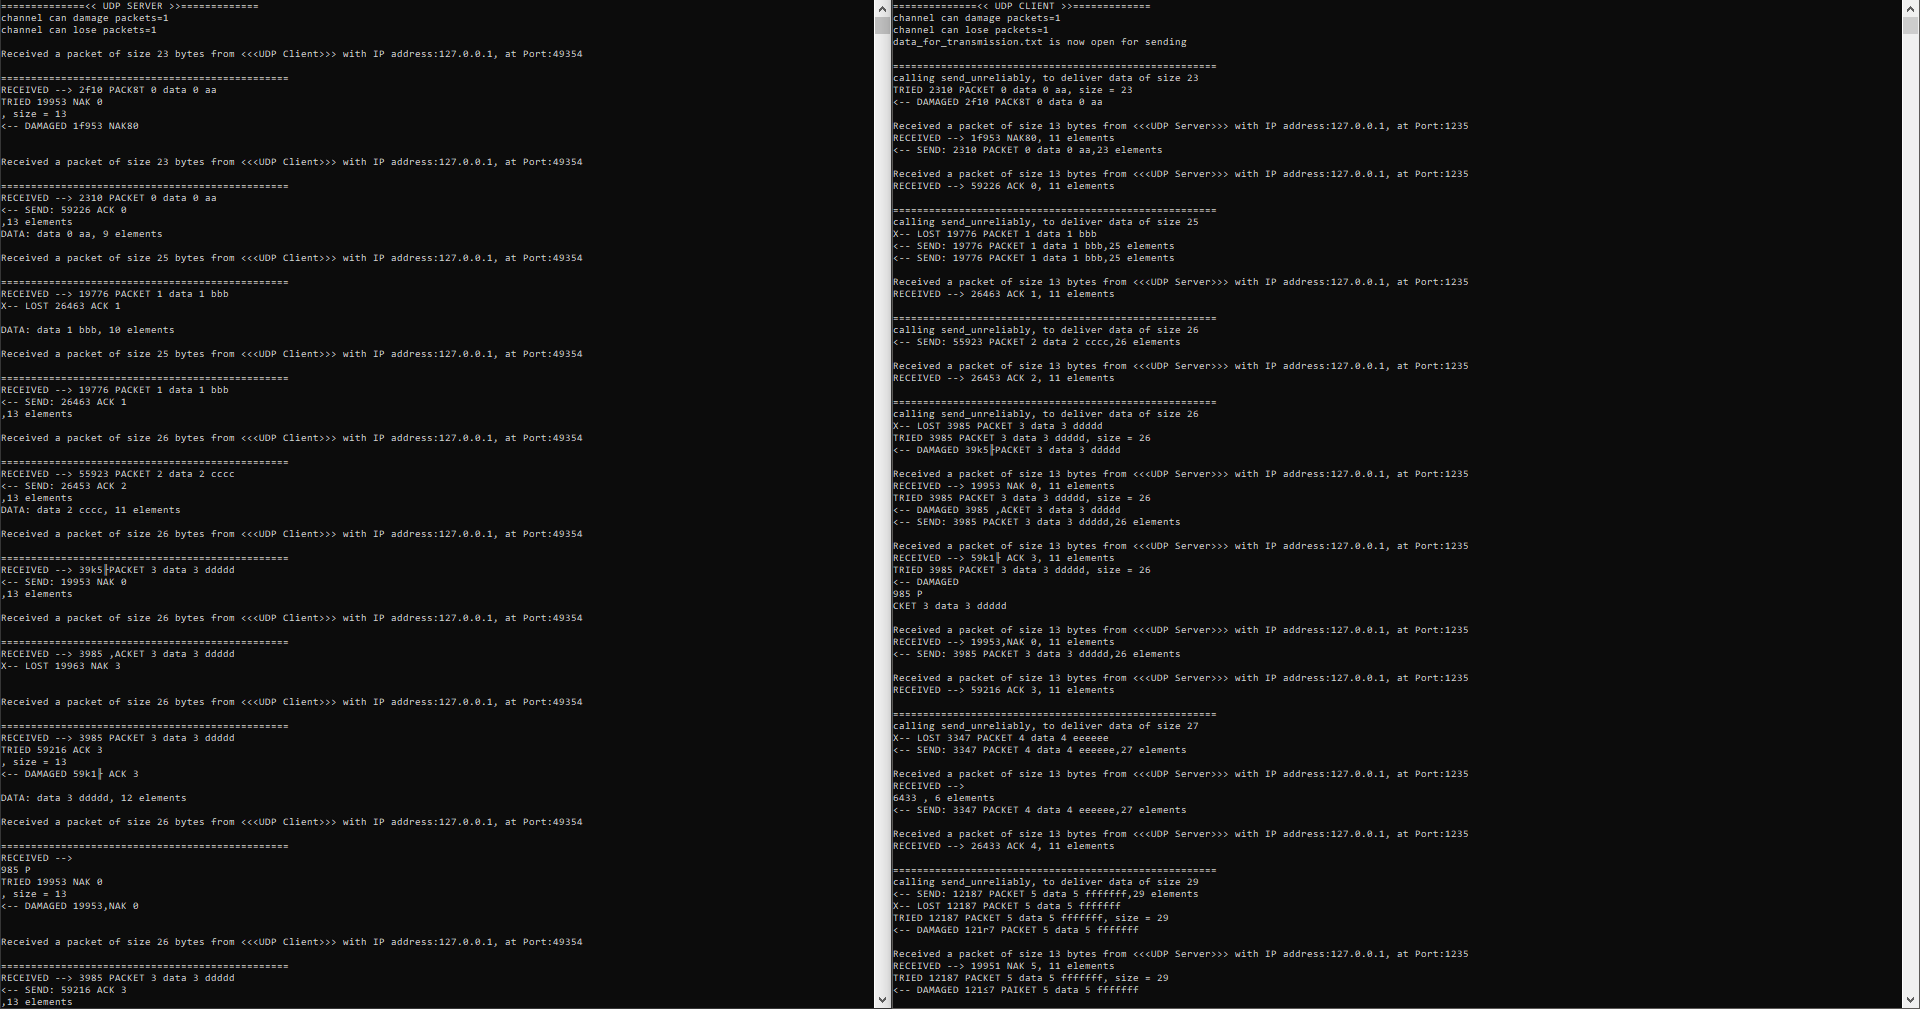 ==============<< UDP SERVER >>=============
channel can damage packets=1
channel can lose packets=1
Received a packet of size 23 bytes from <<<UDP Client>>> with IP address:127.0.0.1, at Port:49354
================================================
RECEIVED --> 2f10 PACK8T 0 data 0 aa
TRIED 19953 NAK 0
, size = 13
<-- DAMAGED 1f953 NAK80
Received a packet of size 23 bytes from <<<UDP Client>>> with IP address:127.0.0.1, at Port:49354
================================================
RECEIVED --> 2310 PACKET 0 data 0 aa
<-- SEND: 59226 ACK 0
,13 elements
DATA: data 0 aa, 9 elements
Received a packet of size 25 bytes from <<<UDP Client>>> with IP address:127.0.0.1, at Port:49354
================================================
RECEIVED --> 19776 PACKET 1 data 1 bbb
X-- LOST 26463 ACK 1
DATA: data 1 bbb, 10 elements
Received a packet of size 25 bytes from <<<UDP Client>>> with IP address:127.0.0.1, at Port:49354
================================================
RECEIVED --> 19776 PACKET 1 data 1 bbb
<-- SEND: 26463 ACK 1
,13 elements
Received a packet of size 26 bytes from <<<UDP Client>>> with IP address:127.0.0.1, at Port:49354
================================================
RECEIVED --> 55923 PACKET 2 data 2 cccc
<-- SEND: 26453 ACK 2
,13 elements
DATA: data 2 cccc, 11 elements
Received a packet of size 26 bytes from <<<UDP Client>>> with IP address:127.0.0.1, at Port:49354
================================================
RECEIVED --> 39k5╠PACKET 3 data 3 ddddd
<-- SEND: 19953 NAK 0
,13 elements
Received a packet of size 26 bytes from <<<UDP Client>>> with IP address:127.0.0.1, at Port:49354
================================================
RECEIVED --> 3985 ,ACKET 3 data 3 ddddd
X-- LOST 19963 NAK 3
Received a packet of size 26 bytes from <<<UDP Client>>> with IP address:127.0.0.1, at Port:49354
================================================
RECEIVED --> 3985 PACKET 3 data 3 ddddd
TRIED 59216 ACK 3
, size = 13
<-- DAMAGED 59k1╠ ACK 3
DATA: data 3 ddddd, 12 elements
Received a packet of size 26 bytes from <<<UDP Client>>> with IP address:127.0.0.1, at Port:49354
================================================
RECEIVED -->
985 P
TRIED 19953 NAK 0
, size = 13
<-- DAMAGED 19953,NAK 0
Received a packet of size 26 bytes from <<<UDP Client>>> with IP address:127.0.0.1, at Port:49354
================================================
RECEIVED --> 3985 PACKET 3 data 3 ddddd
<-- SEND: 59216 ACK 3
,13 elements
==============<< UDP CLIENT >>=============
channel can damage packets=1
channel can lose packets=1
data_for_transmission.txt is now open for sending
======================================================
calling send_unreliably, to deliver data of size 23
TRIED 2310 PACKET 0 data 0 aa, size = 23
<-- DAMAGED 2f10 PACK8T 0 data 0 aa
Received a packet of size 13 bytes from <<<UDP Server>>> with IP address:127.0.0.1, at Port:1235
RECEIVED --> 1f953 NAK80, 11 elements
<-- SEND: 2310 PACKET 0 data 0 aa,23 elements
Received a packet of size 13 bytes from <<<UDP Server>>> with IP address:127.0.0.1, at Port:1235
RECEIVED --> 59226 ACK 0, 11 elements
======================================================
calling send_unreliably, to deliver data of size 25
X-- LOST 19776 PACKET 1 data 1 bbb
<-- SEND: 19776 PACKET 1 data 1 bbb,25 elements
<-- SEND: 19776 PACKET 1 data 1 bbb,25 elements
Received a packet of size 13 bytes from <<<UDP Server>>> with IP address:127.0.0.1, at Port:1235
RECEIVED --> 26463 ACK 1, 11 elements
======================================================
calling send_unreliably, to deliver data of size 26
<-- SEND: 55923 PACKET 2 data 2 cccc,26 elements
Received a packet of size 13 bytes from <<<UDP Server>>> with IP address:127.0.0.1, at Port:1235
RECEIVED --> 26453 ACK 2, 11 elements
======================================================
calling send_unreliably, to deliver data of size 26
X-- LOST 3985 PACKET 3 data 3 ddddd
TRIED 3985 PACKET 3 data 3 ddddd, size = 26
<-- DAMAGED 39k5╠PACKET 3 data 3 ddddd
Received a packet of size 13 bytes from <<<UDP Server>>> with IP address:127.0.0.1, at Port:1235
RECEIVED --> 19953 NAK 0, 11 elements
TRIED 3985 PACKET 3 data 3 ddddd, size = 26
<-- DAMAGED 3985 ,ACKET 3 data 3 ddddd
<-- SEND: 3985 PACKET 3 data 3 ddddd,26 elements
Received a packet of size 13 bytes from <<<UDP Server>>> with IP address:127.0.0.1, at Port:1235
RECEIVED --> 59k1╠ ACK 3, 11 elements
TRIED 3985 PACKET 3 data 3 ddddd, size = 26
<-- DAMAGED
985 P
CKET 3 data 3 ddddd
Received a packet of size 13 bytes from <<<UDP Server>>> with IP address:127.0.0.1, at Port:1235
RECEIVED --> 19953,NAK 0, 11 elements
<-- SEND: 3985 PACKET 3 data 3 ddddd,26 elements
Received a packet of size 13 bytes from <<<UDP Server>>> with IP address:127.0.0.1, at Port:1235
RECEIVED --> 59216 ACK 3, 11 elements
======================================================
calling send_unreliably, to deliver data of size 27
X-- LOST 3347 PACKET 4 data 4 eeeeee
<-- SEND: 3347 PACKET 4 data 4 eeeeee,27 elements
Received a packet of size 13 bytes from <<<UDP Server>>> with IP address:127.0.0.1, at Port:1235
RECEIVED -->
6433 , 6 elements
<-- SEND: 3347 PACKET 4 data 4 eeeeee,27 elements
Received a packet of size 13 bytes from <<<UDP Server>>> with IP address:127.0.0.1, at Port:1235
RECEIVED --> 26433 ACK 4, 11 elements
======================================================
calling send_unreliably, to deliver data of size 29
<-- SEND: 12187 PACKET 5 data 5 fffffff,29 elements
X-- LOST 12187 PACKET 5 data 5 fffffff
TRIED 12187 PACKET 5 data 5 fffffff, size = 29
<-- DAMAGED 121r7 PACKET 5 data 5 fffffff
Received a packet of size 13 bytes from <<<UDP Server>>> with IP address:127.0.0.1, at Port:1235
RECEIVED --> 19951 NAK 5, 11 elements
TRIED 12187 PACKET 5 data 5 fffffff, size = 29
<-- DAMAGED 121≤7 PAIKET 5 data 5 fffffff